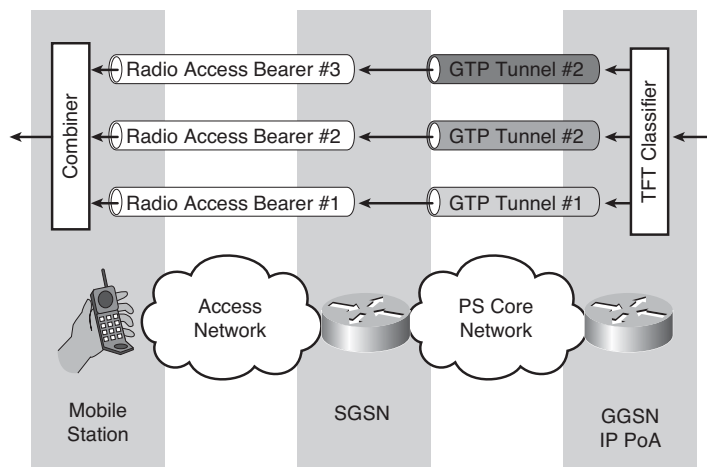 Combiner
Radio Access Bearer #3
GTP Tunnel #2
Radio Access Bearer #2
GTP Tunnel #2
Radio Access Bearer #1
GTP Tunnel #1
TFT Classifier
Access
Network
PS Core
Network
Mobile
Station
SGSN
GGSN
IP PoA